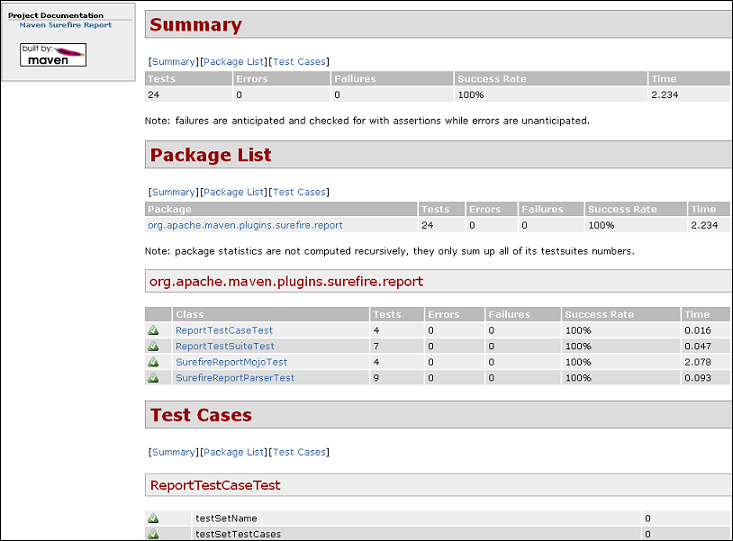 Project Documentation
Maven Surefire Report
built by:
maven
Summary
[Summary][Package List][Test Cases]
Tests Errors Failures Success Rate Time
24 0 0 100% 2.234
Note: failures are anticipated and checked for with assertions while errors are unanticipated.
Package List
[Summary][Package List][Test Cases]
Package Tests Errors Failures Success Rate Time
org.apache.maven.plugins.surefire.report 24 0 0 100% 2.234
Note: package statistics are not computed recursively, they only sum up all of its testsuites numbers.
org.apache.maven.plugins.surefire.report
Class Tests Errors Failures Success Rate Time
ReportTestCaseTest 4 0 0 100% 0.016
ReportTestSuiteTest 7 0 0 100% 0.047
SurefireReportMojoTest 4 0 0 100% 2.078
SurefireReportParserTest 9 0 0 100% 0.093
Test Cases
[Summary][Package List][Test Cases]
ReportTestCaseTest
testSetName 0
testSetTestCases 0